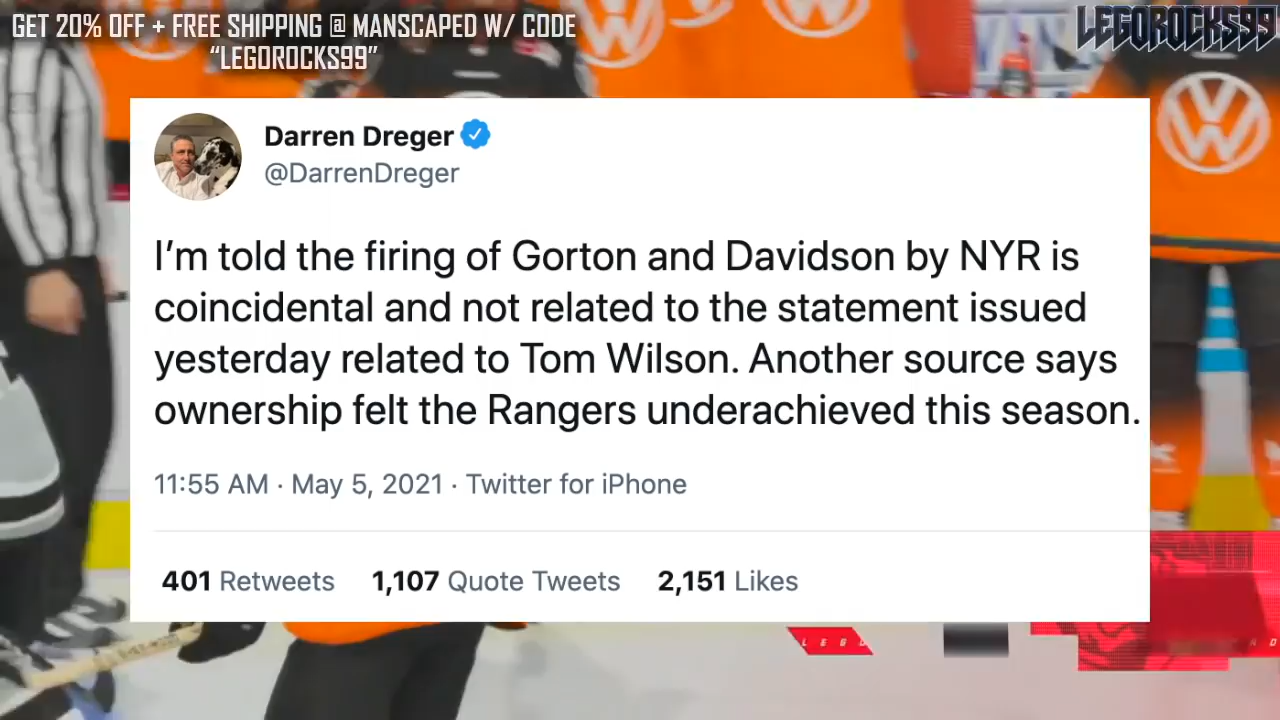 GET 20% OFF + FREE SHIPPING @ MANSCAPED W/ CODE
“LEGOROCKS99”
LEGOROCKS99
Darren Dreger
@DarrenDreger
I’m told the firing of Gorton and Davidson by NYR is
coincidental and not related to the statement issued
yesterday related to Tom Wilson. Another source says
ownership felt the Rangers underachieved this season.
11:55 AM · May 5, 2021 · Twitter for iPhone
401 Retweets 1,107 Quote Tweets 2,151 Likes